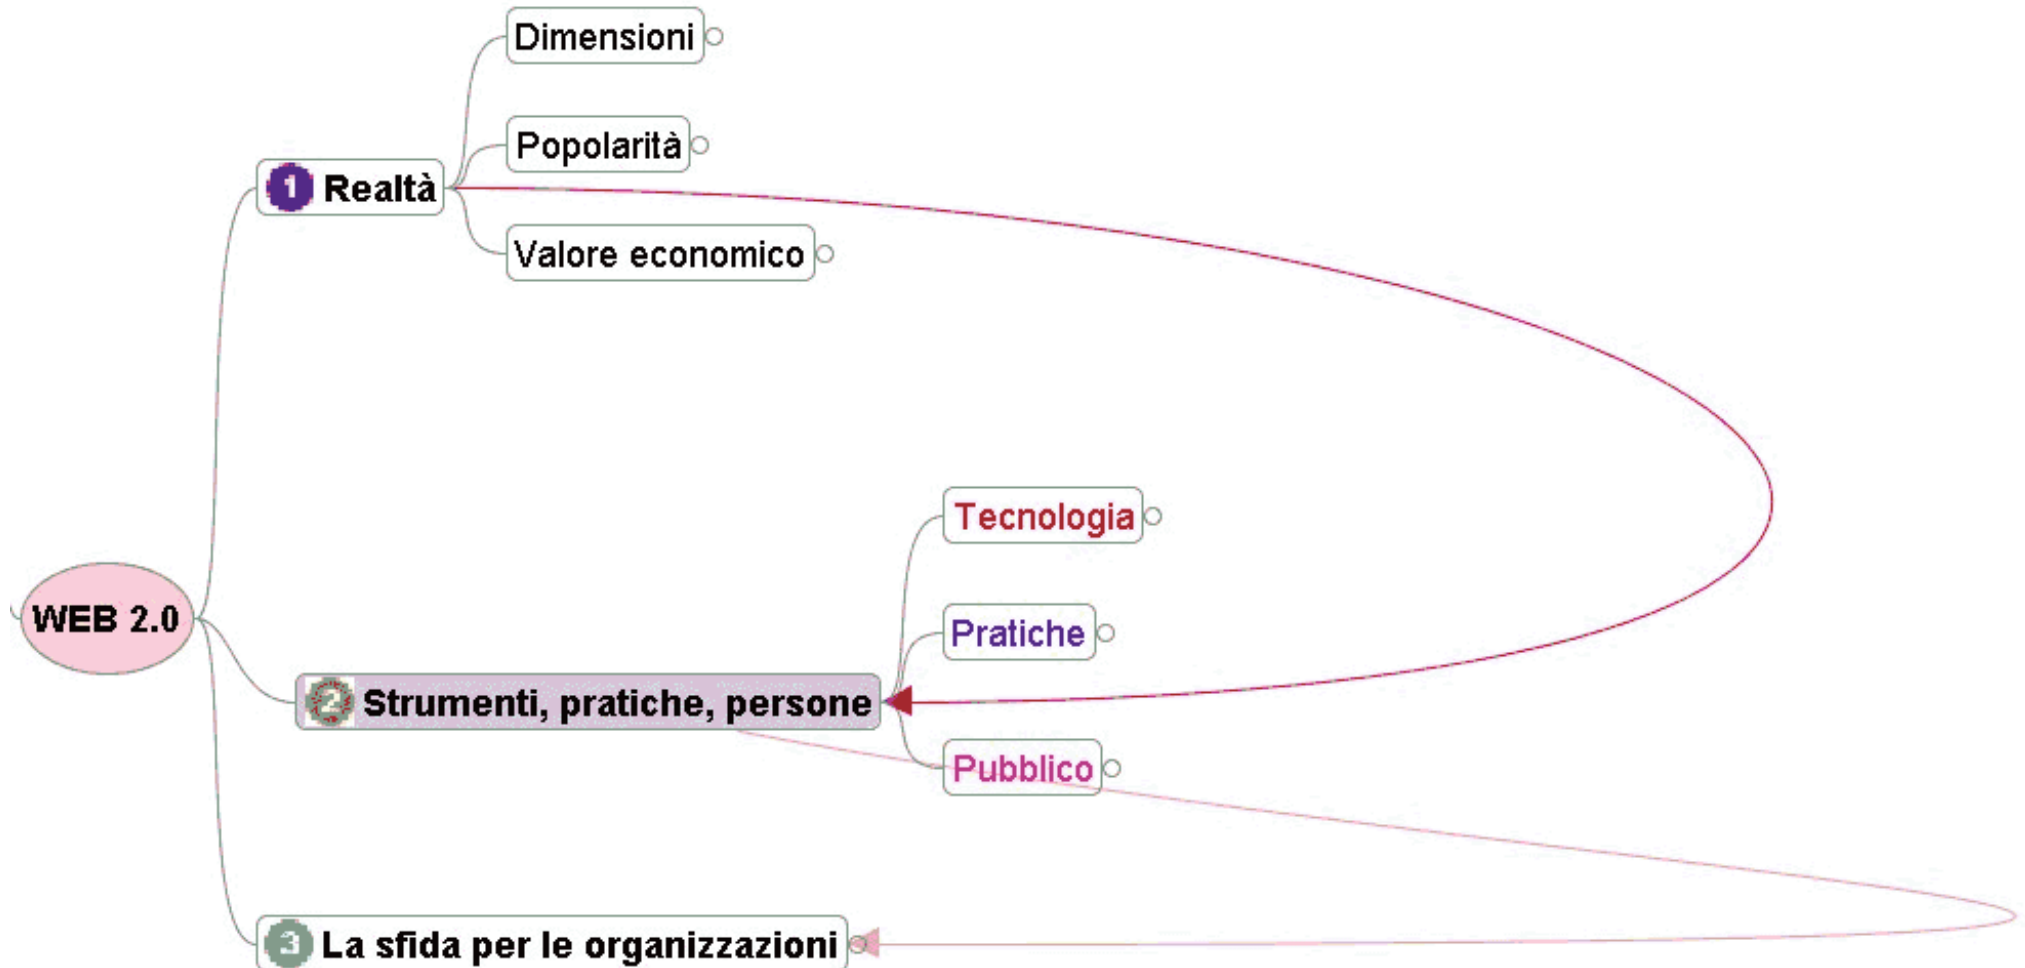 Dimensioni
Popolarità
1 Realtà
Valore economico
Tecnologia
WEB 2.0
Pratiche
2 Strumenti, pratiche, persone
Pubblico
3 La sfida per le organizzazioni